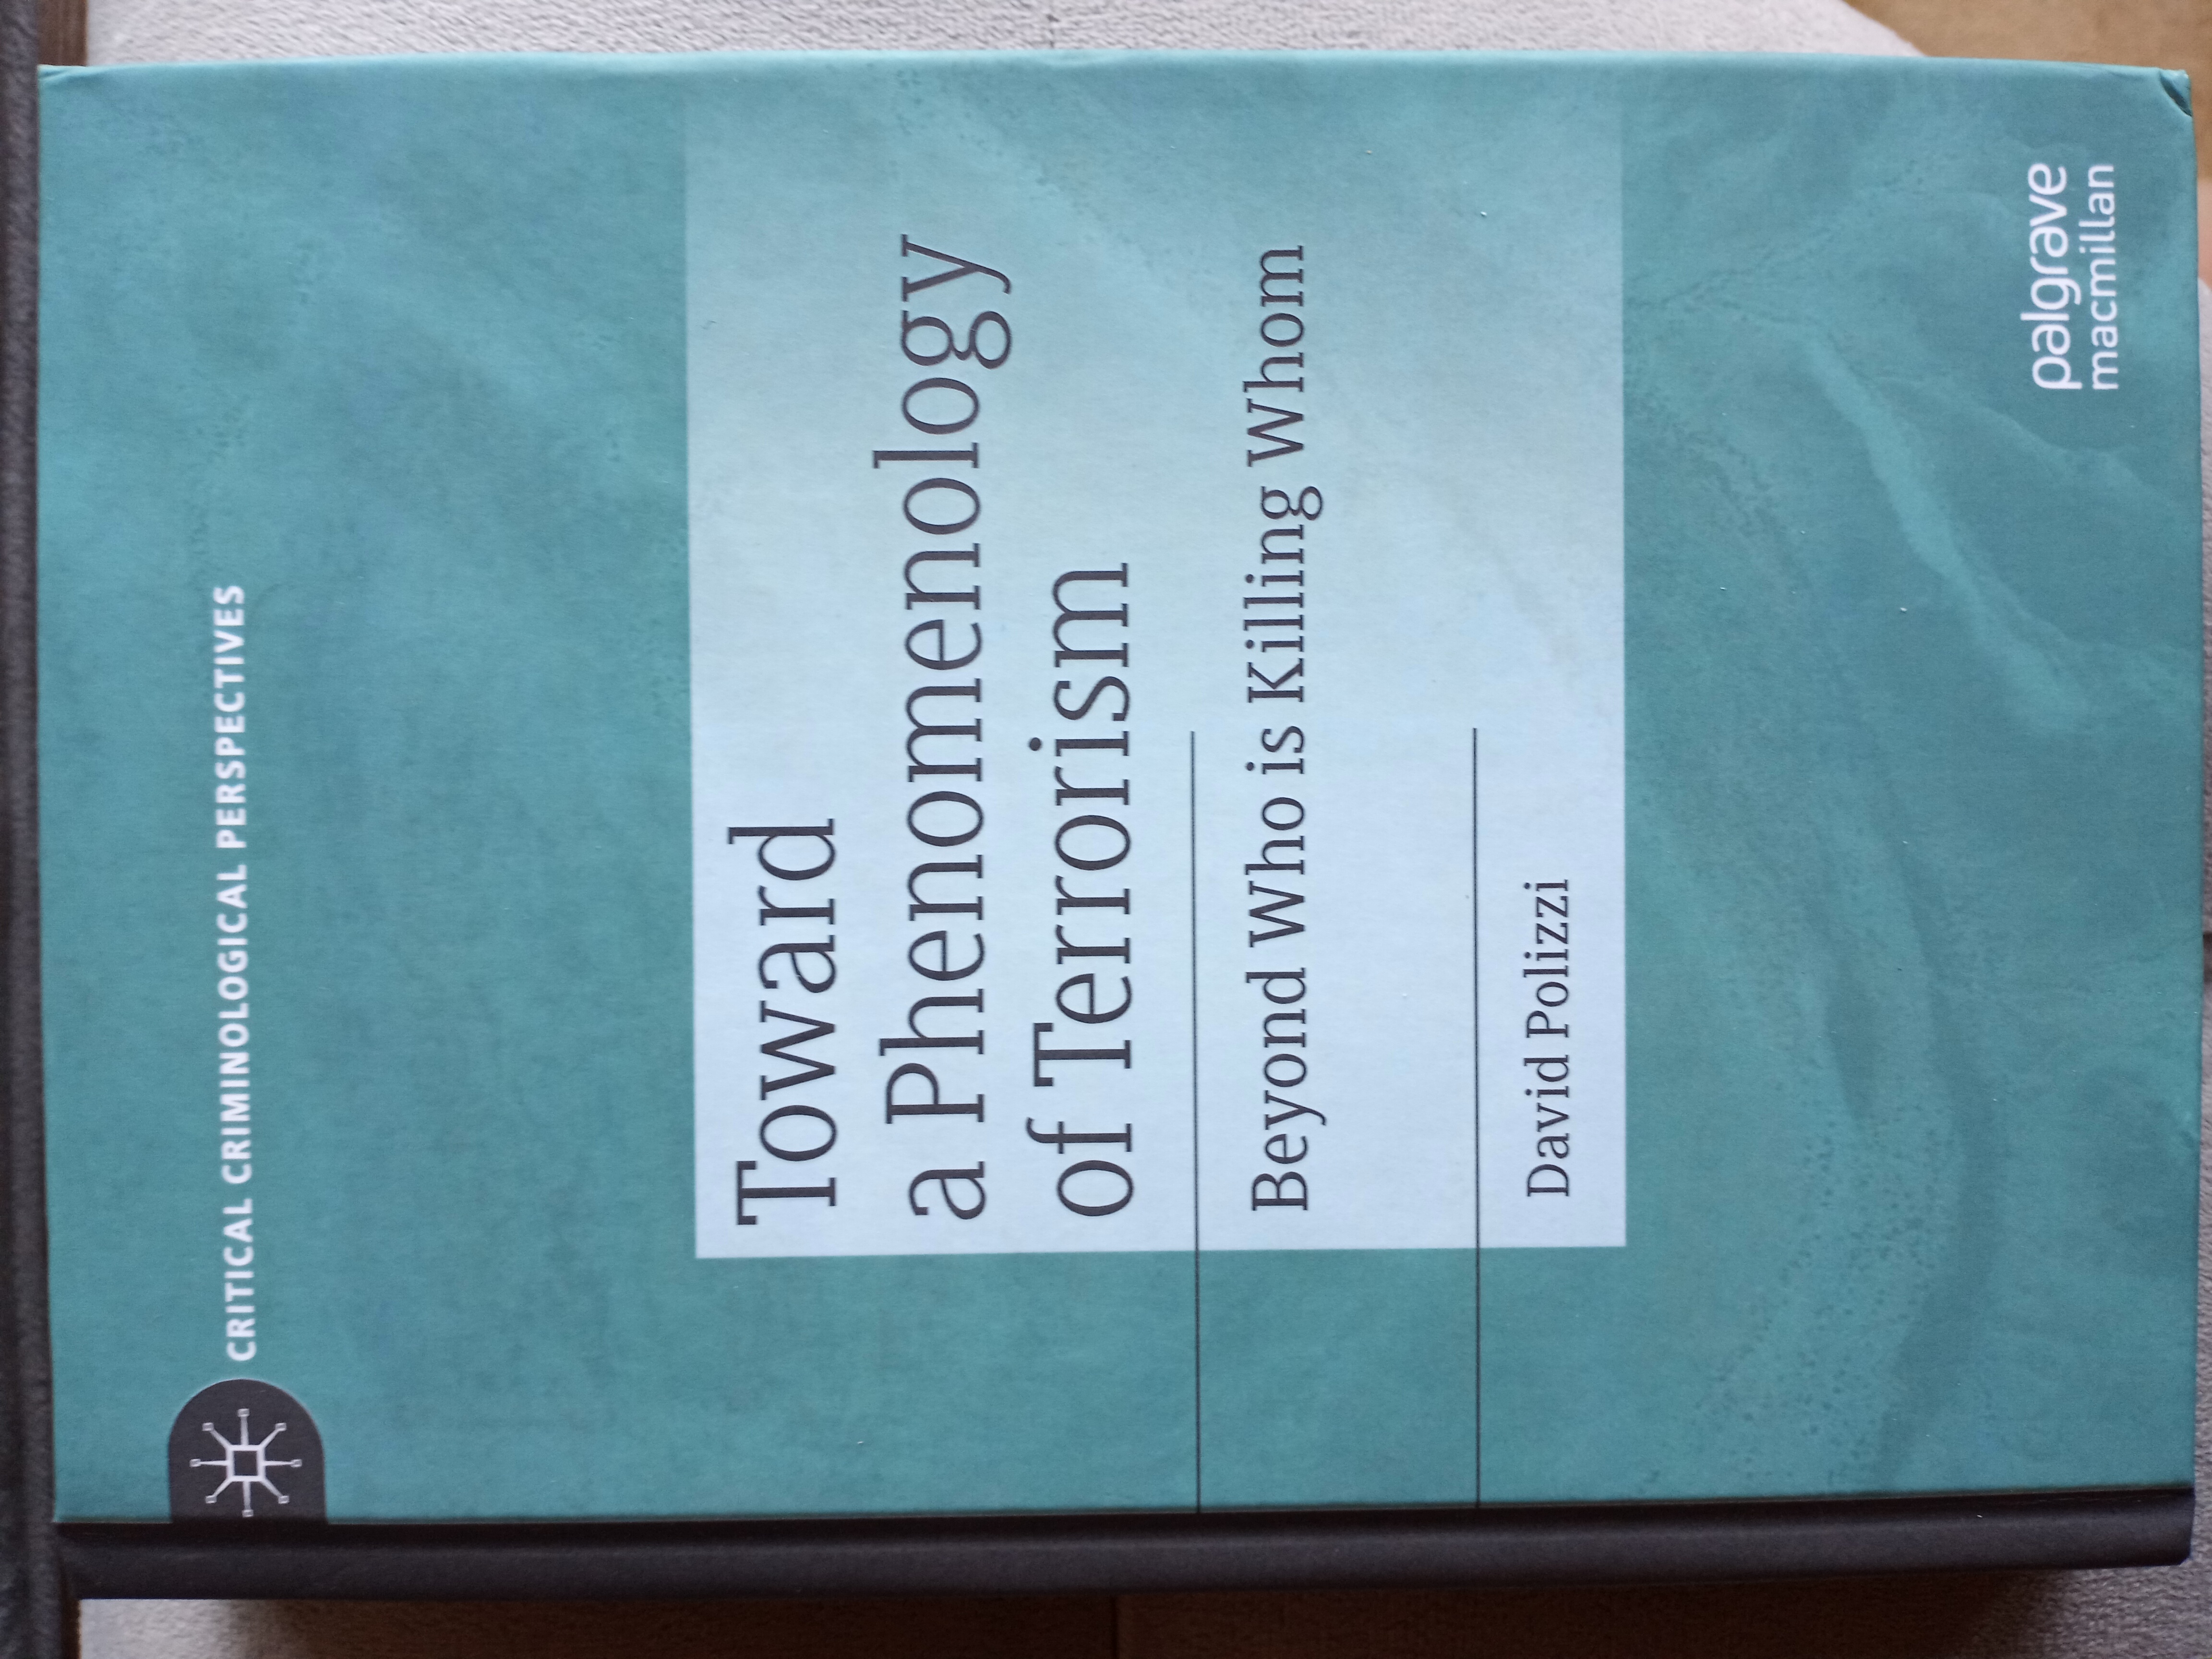 CRITICAL CRIMINOLOGICAL PERSPECTIVES
Toward
a Phenomenology
of Terrorism
Beyond Who is Killing Whom
David Polizzi
palgrave
macmillan